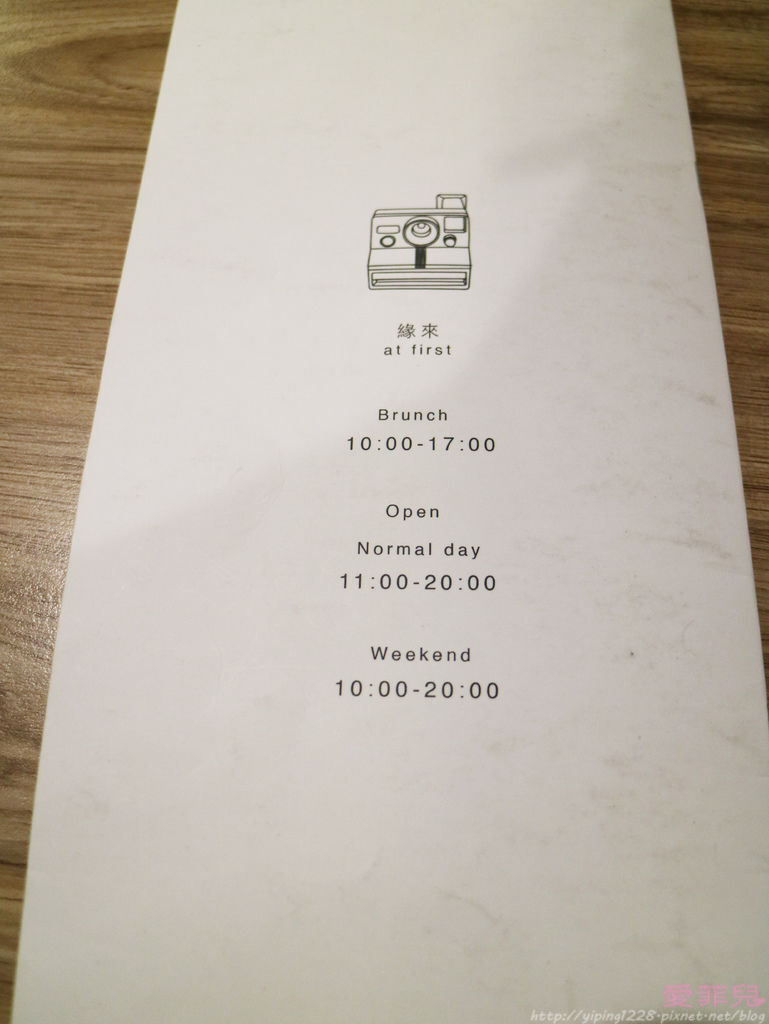 緣來
at first
Brunch
10:00-17:00
Open
Normal day
11:00-20:00
Weekend
10:00-20:00
愛菲兒
http://yiping1228.pixnet.net/blog